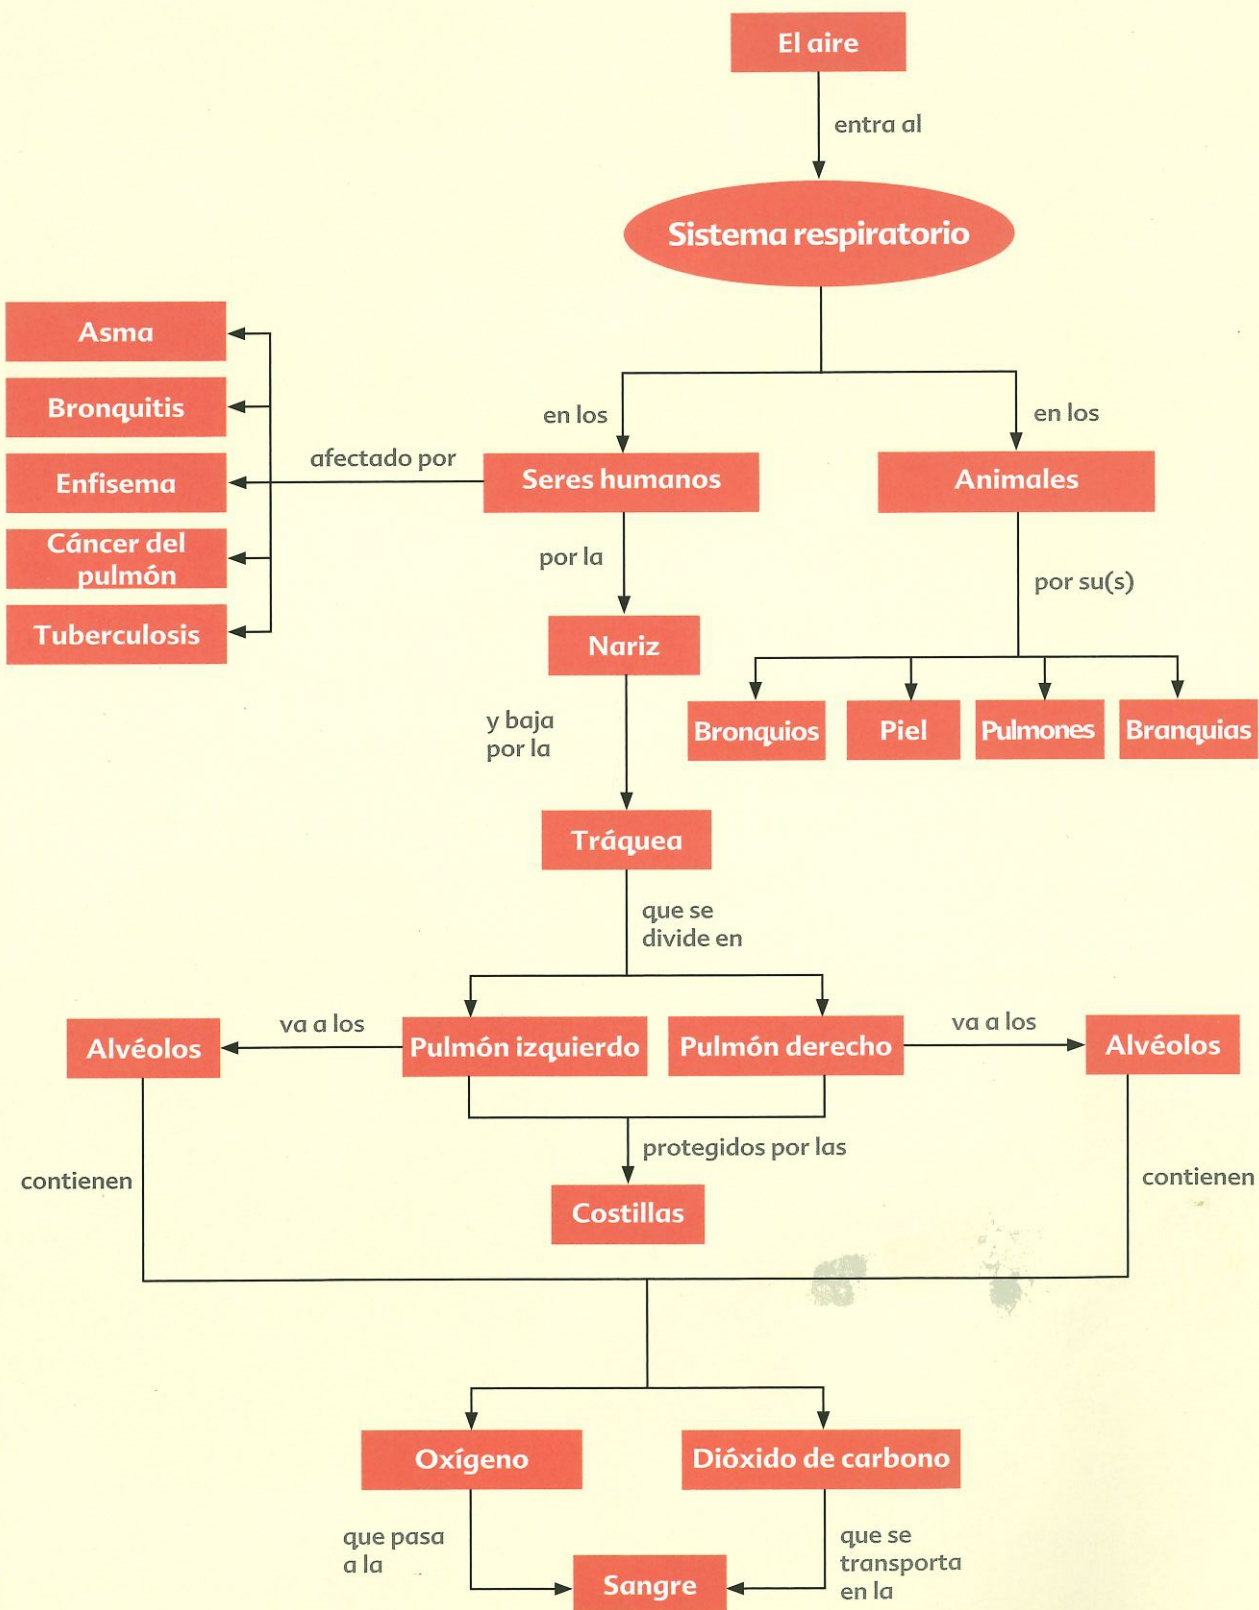 El aire
entra al
Sistema respiratorio
en los
en los
Asma
Bronquitis
Enfisema
Cáncer del
pulmón
Tuberculosis
afectado por
Seres humanos
Animales
por la
por su(s)
Nariz
Bronquios
Piel
Pulmones
Branquias
y baja
por la
Tráquea
que se
divide en
Alvéolos
va a los
Pulmón izquierdo
Pulmón derecho
va a los
Alvéolos
contienen
protegidos por las
contienen
Costillas
Oxígeno
Dióxido de carbono
que pasa
a la
que se
transporta
en la
Sangre